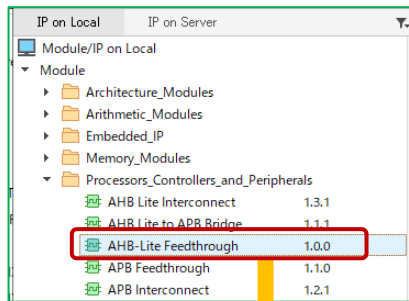 IP on Local IP on Server
Module/IP on Local
Module
Architecture_Modules
Arithmetic_Modules
Embedded_IP
Memory_Modules
Processors_Controllers_and_Peripherals
AHB Lite Interconnect 1.3.1
AHB Lite to APB Bridge 1.1.1
AHB-Lite Feedthrough 1.0.0
APB Feedthrough 1.1.0
APB Interconnect 1.2.1